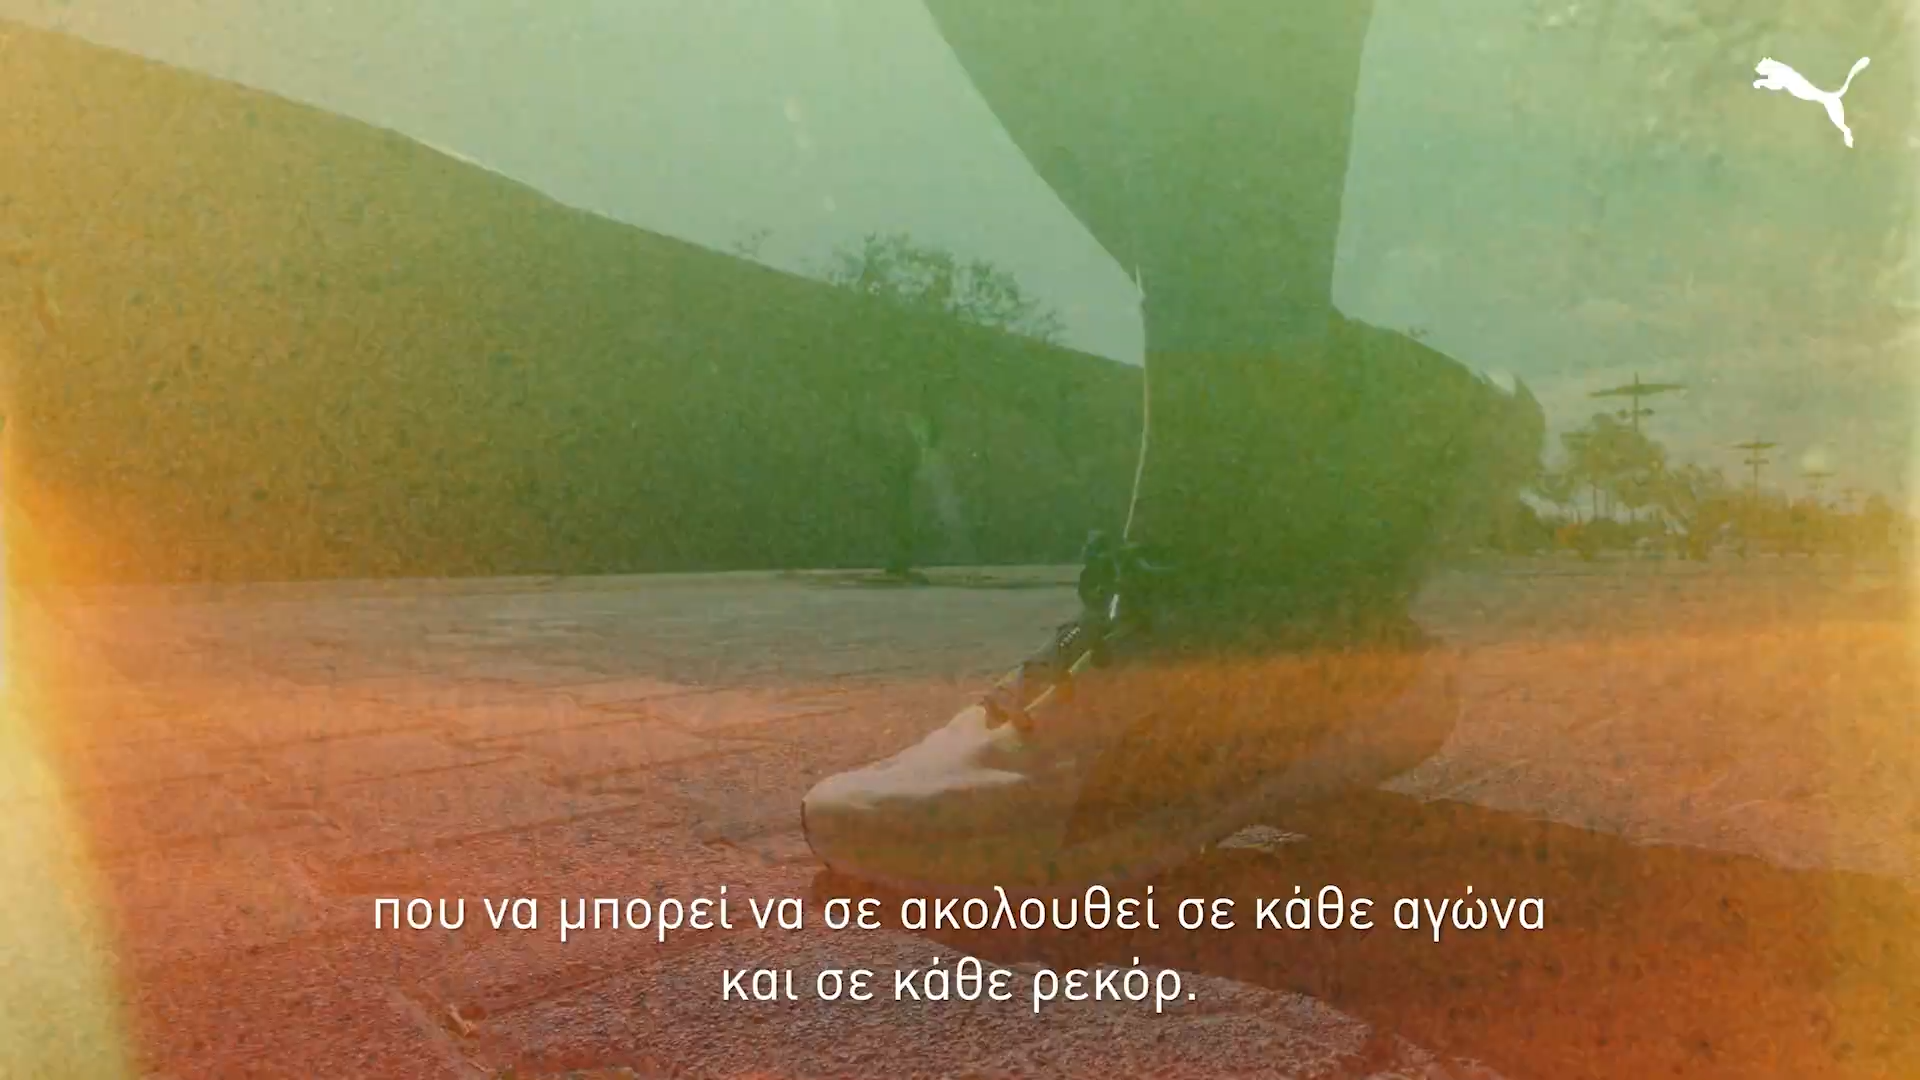 που να μπορεί να σε ακολουθεί σε κάθε αγώνα
και σε κάθε ρεκόρ.